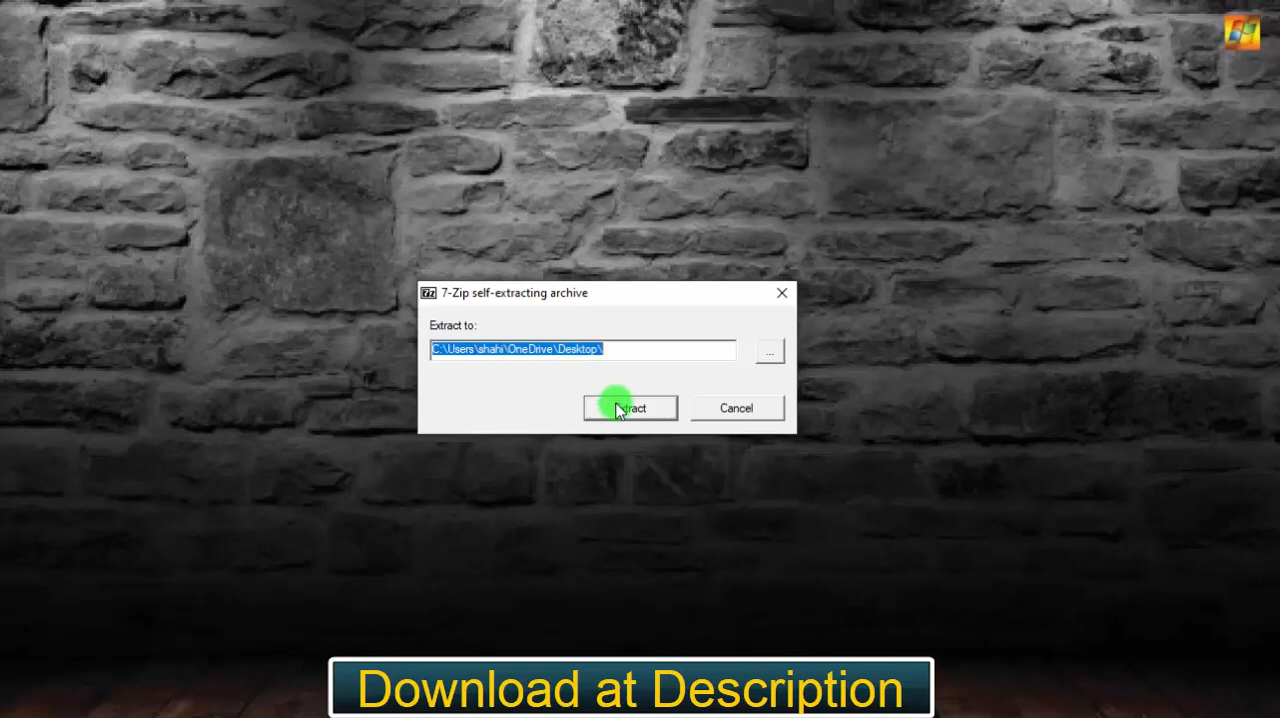 7-Zip self-extracting archive
Extract to:
C:\Users\shahi\OneDrive\Desktop\
...
Cancel
Download at Description